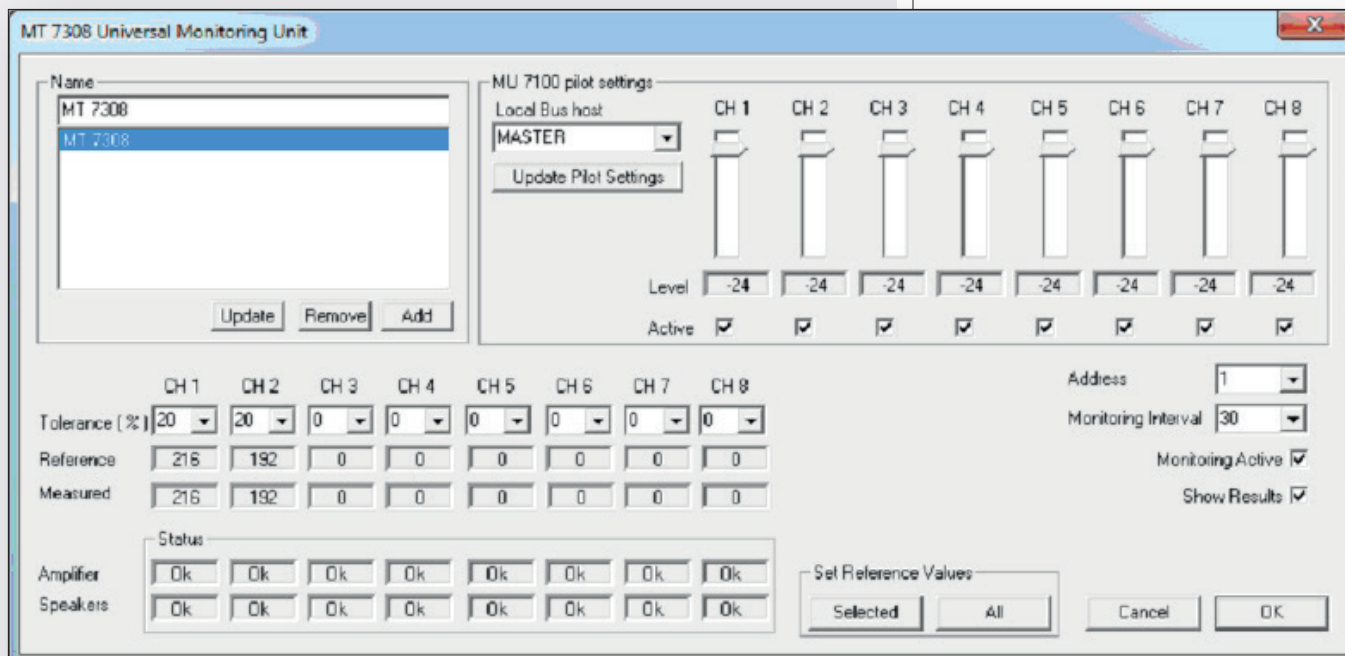 MT 7308 Universal Monitoring Unit
X
Name
MT 7308
MT 7308
Update Remove Add
MU 7100 pilot settings
Local Bus host
MASTER
Update Pilot Settings
CH 1 CH 2 CH 3 CH 4 CH 5 CH 6 CH 7 CH 8
Level -24 -24 -24 -24 -24 -24 -24 -24
Active
CH 1 CH 2 CH 3 CH 4 CH 5 CH 6 CH 7 CH 8
Tolerance [%] 20 20 0 0 0 0 0 0
Reference 216 192 0 0 0 0 0 0
Measured 216 192 0 0 0 0 0 0
Address 1
Monitoring Interval 30
Monitoring Active
Show Results
Status
Amplifier Ok Ok Ok Ok Ok Ok Ok Ok
Speakers Ok Ok Ok Ok Ok Ok Ok Ok
Set Reference Values
Selected All
Cancel OK